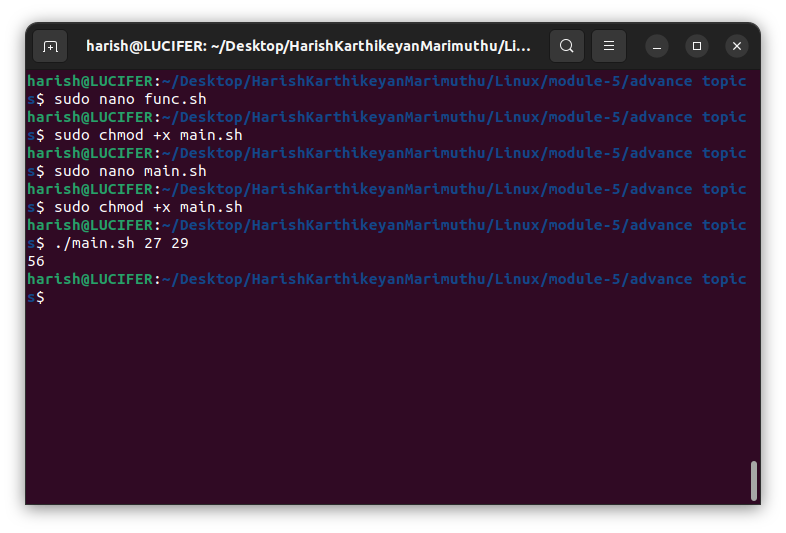 harish@LUCIFER: ~/Desktop/HarishKarthikeyanMarimuthu/Li...
harish@LUCIFER:~/Desktop/HarishKarthikeyanMarimuthu/Linux/module-5/advance topic
s$ sudo nano func.sh
harish@LUCIFER:~/Desktop/HarishKarthikeyanMarimuthu/Linux/module-5/advance topic
s$ sudo chmod +x main.sh
harish@LUCIFER:~/Desktop/HarishKarthikeyanMarimuthu/Linux/module-5/advance topic
s$ sudo nano main.sh
harish@LUCIFER:~/Desktop/HarishKarthikeyanMarimuthu/Linux/module-5/advance topic
s$ sudo chmod +x main.sh
harish@LUCIFER:~/Desktop/HarishKarthikeyanMarimuthu/Linux/module-5/advance topic
s$ ./main.sh 27 29
56
harish@LUCIFER:~/Desktop/HarishKarthikeyanMarimuthu/Linux/module-5/advance topic
s$